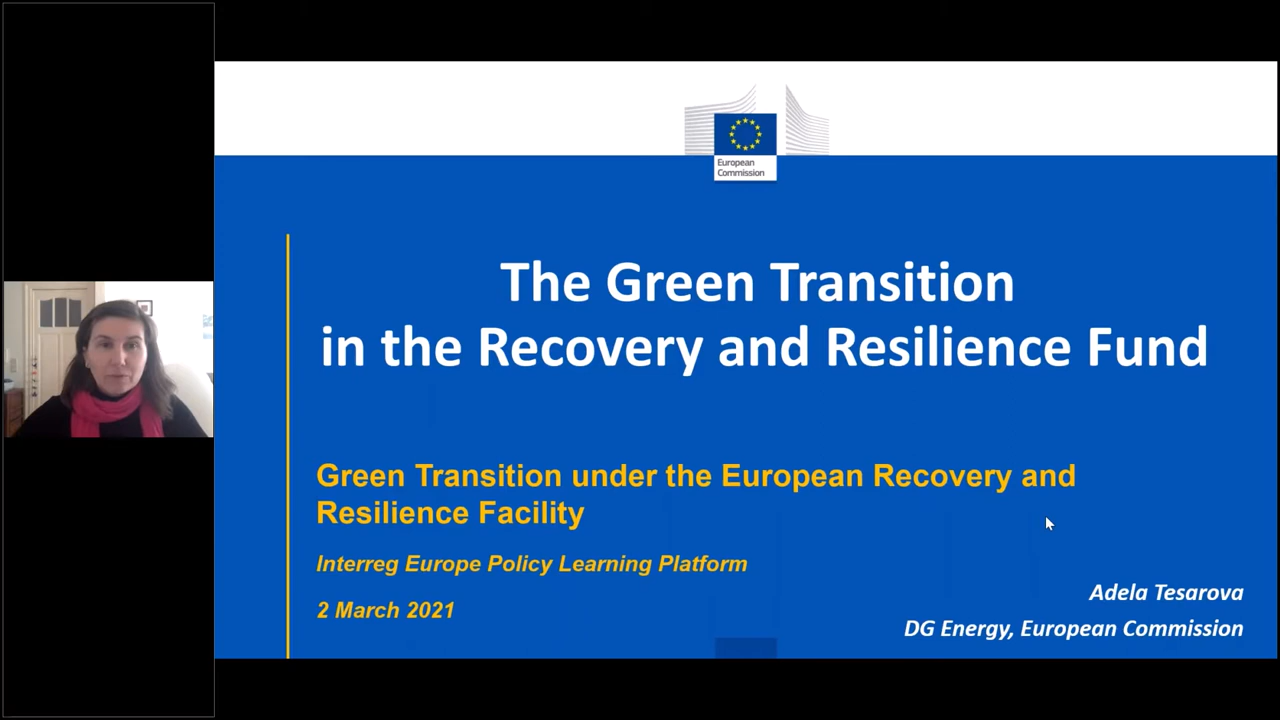 European
Commission
The Green Transition
in the Recovery and Resilience Fund
Green Transition under the European Recovery and
Resilience Facility
Interreg Europe Policy Learning Platform
2 March 2021
Adela Tesarova
DG Energy, European Commission